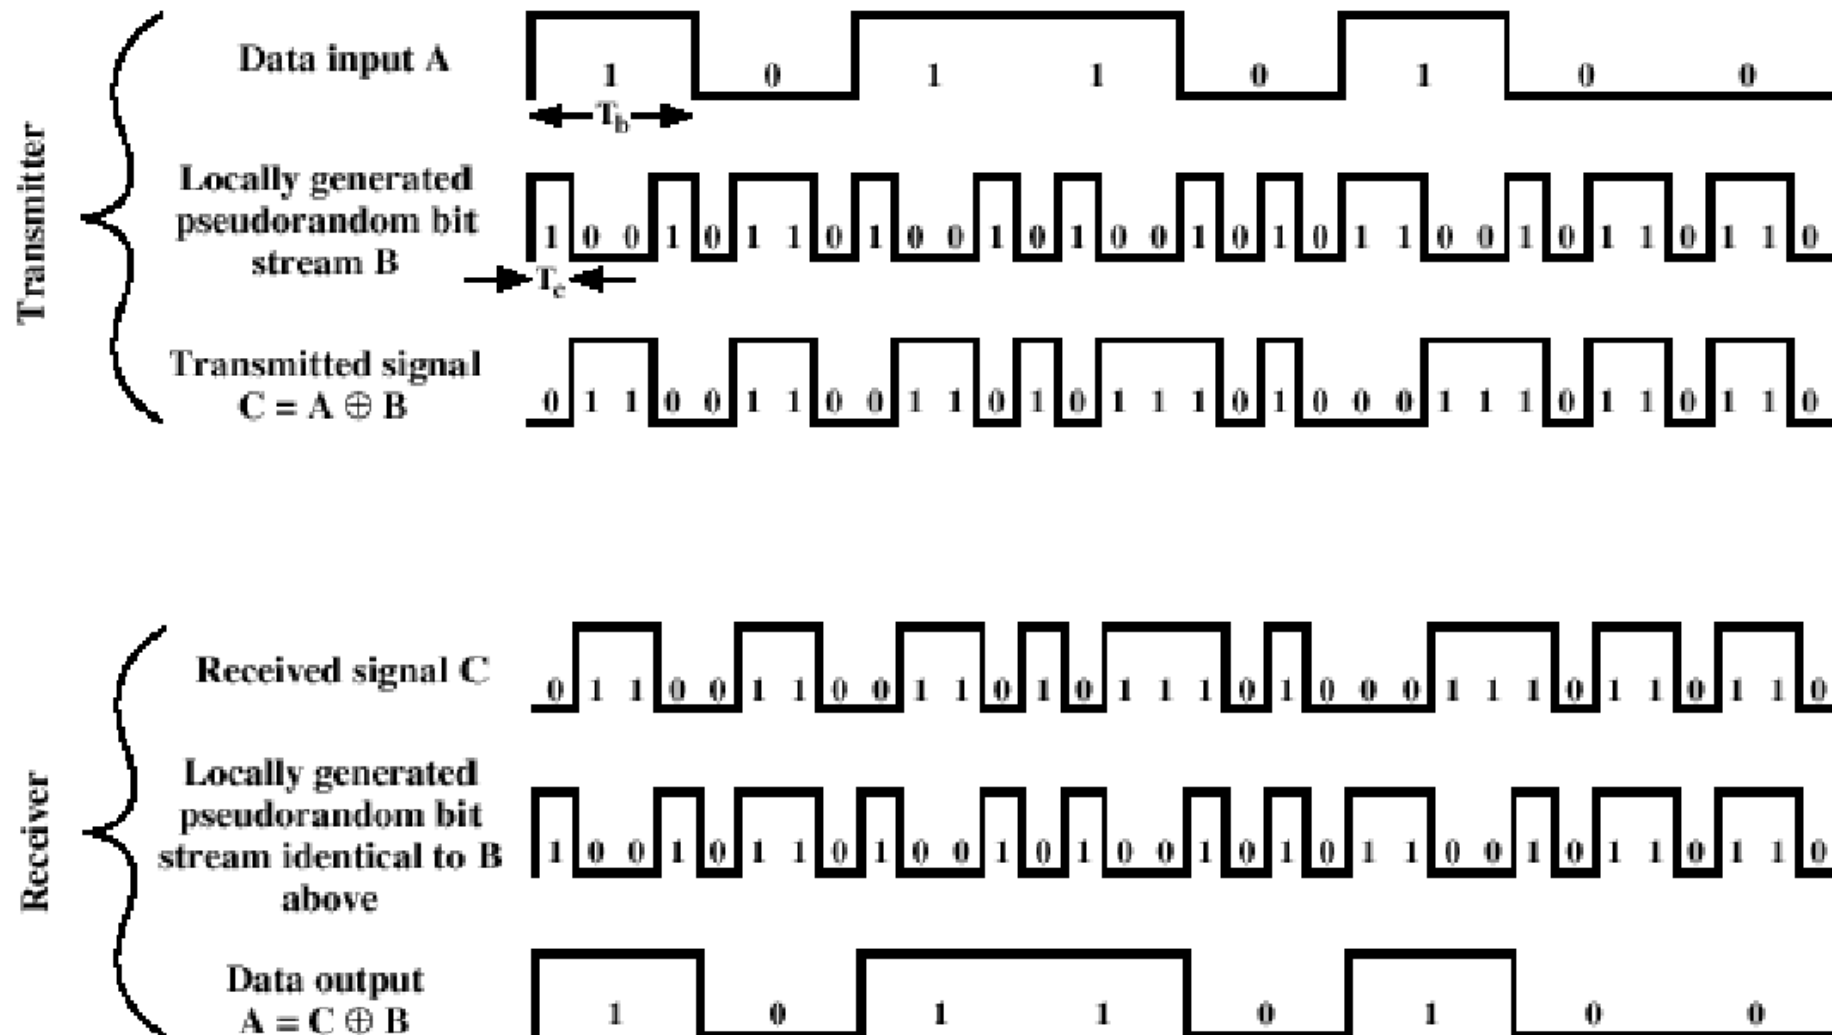 Transmitter
Data input A
1 0 1 1 0 1 0 0
T_b
Locally generated
pseudorandom bit
stream B
1 0 0 1 0 1 1 0 1 0 0 1 0 1 0 0 1 0 1 0 1 1 0 0 1 0 1 1 0 1 1 0
T_c
Transmitted signal
C = A ⊕ B
0 1 1 0 0 1 1 0 0 1 1 0 1 0 1 1 1 0 1 0 0 0 1 1 1 0 1 1 0 1 1 0
Receiver
Received signal C
0 1 1 0 0 1 1 0 0 1 1 0 1 0 1 1 1 0 1 0 0 0 1 1 1 0 1 1 0 1 1 0
Locally generated
pseudorandom bit
stream identical to B
above
1 0 0 1 0 1 1 0 1 0 0 1 0 1 0 0 1 0 1 0 1 1 0 0 1 0 1 1 0 1 1 0
Data output
A = C ⊕ B
1 0 1 1 0 1 0 0